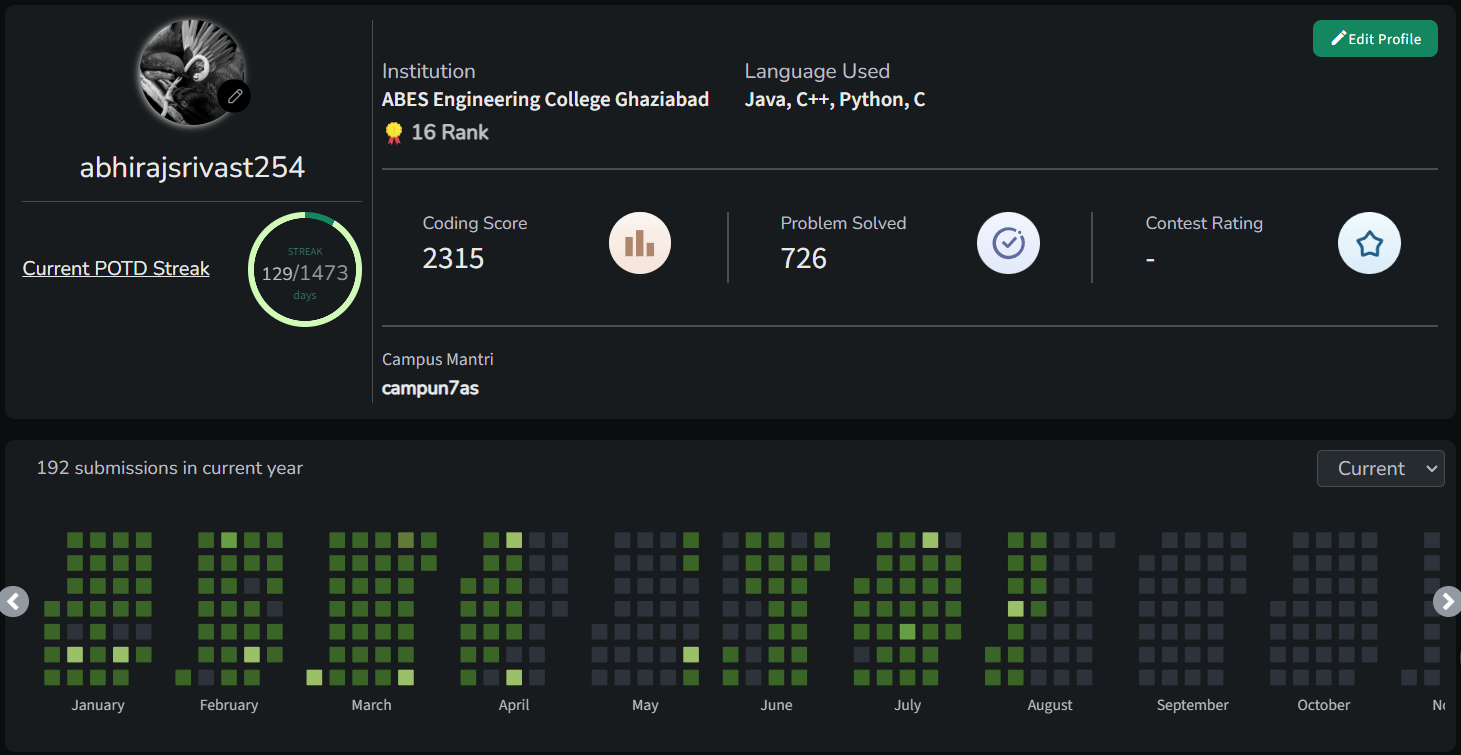 Edit Profile
Institution
ABES Engineering College Ghaziabad
16 Rank
Language Used
Java, C++, Python, C
abhirajsrivast254
Current POTD Streak
STREAK
129/1473
days
Coding Score
2315
Problem Solved
726
Contest Rating
-
Campus Mantri
campun7as
192 submissions in current year
Current
January February March April May June July August September October